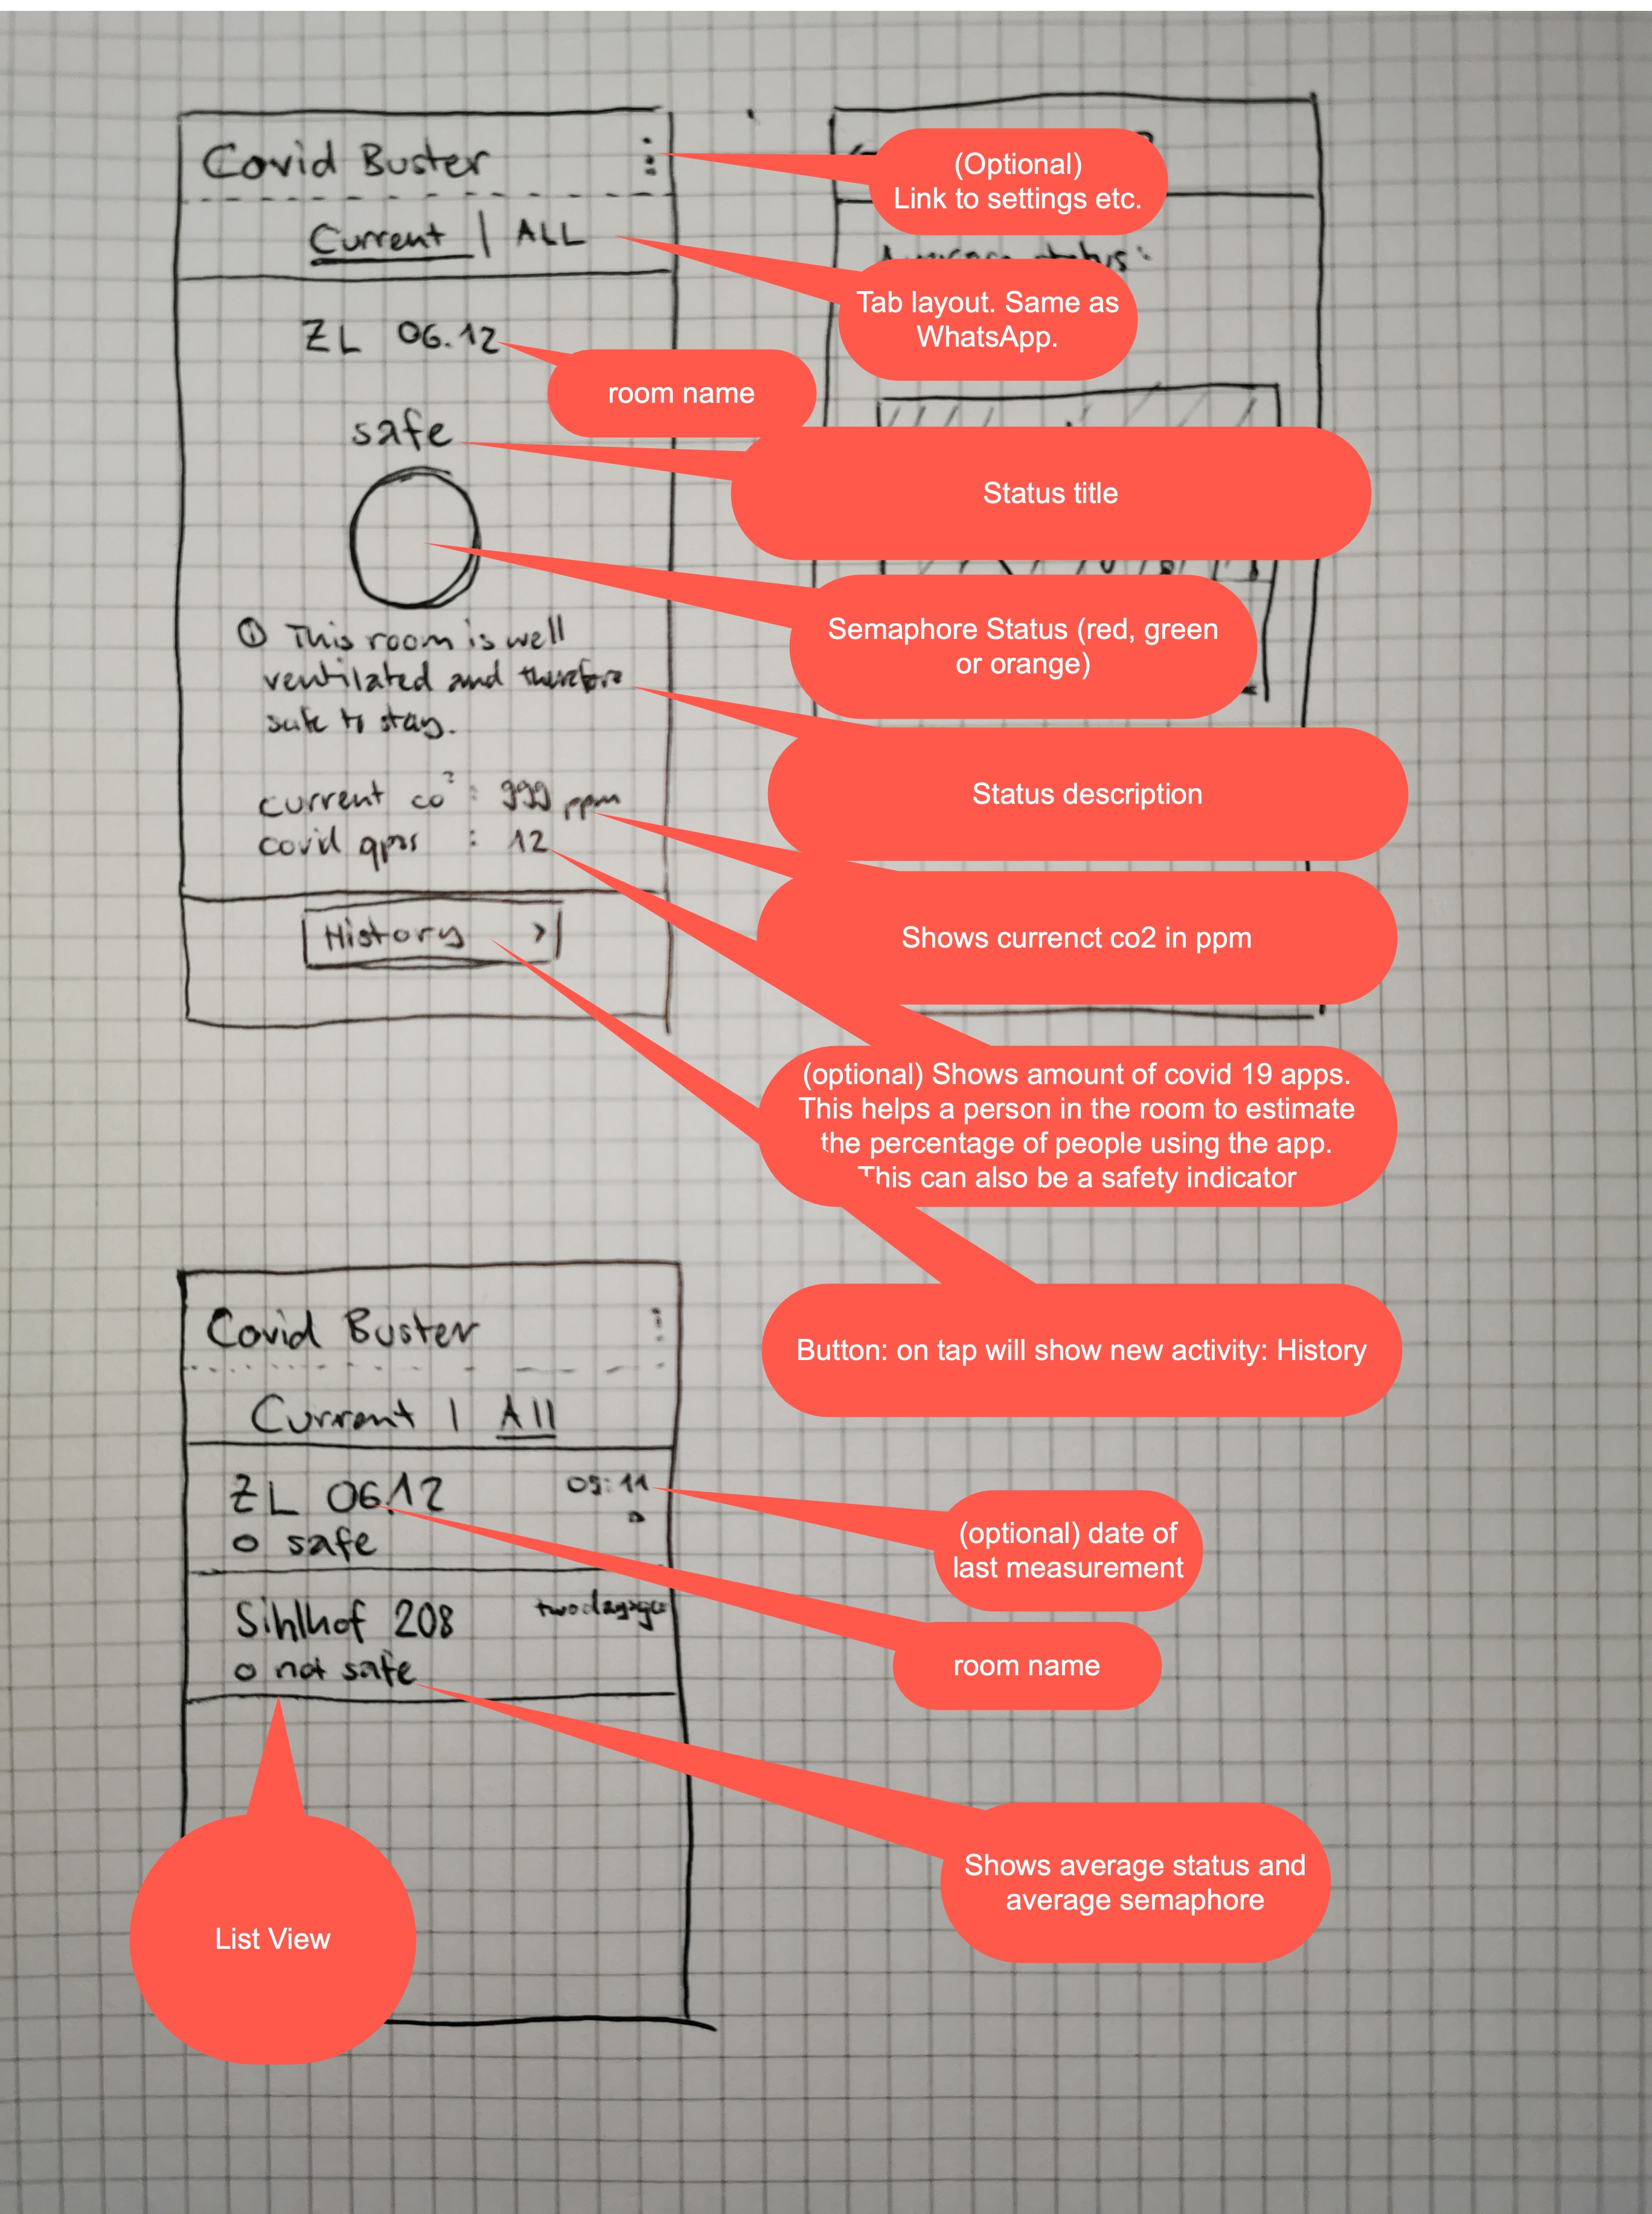 Covid Buster
Current | ALL
ZL 06.12
safe
① This room is well
ventilated and therefore
safe to stay.
current co²: 999 ppm
covid apps : 12
History >
Average status:
(Optional)
Link to settings etc.
Tab layout. Same as
WhatsApp.
room name
Status title
Semaphore Status (red, green
or orange)
Status description
Shows currenct co2 in ppm
(optional) Shows amount of covid 19 apps.
This helps a person in the room to estimate
the percentage of people using the app.
This can also be a safety indicator
Button: on tap will show new activity: History
Covid Buster
Current | All
ZL 06.12
09:11
o safe
Sihlhof 208
two days ago
o not safe
(optional) date of
last measurement
room name
Shows average status and
average semaphore
List View